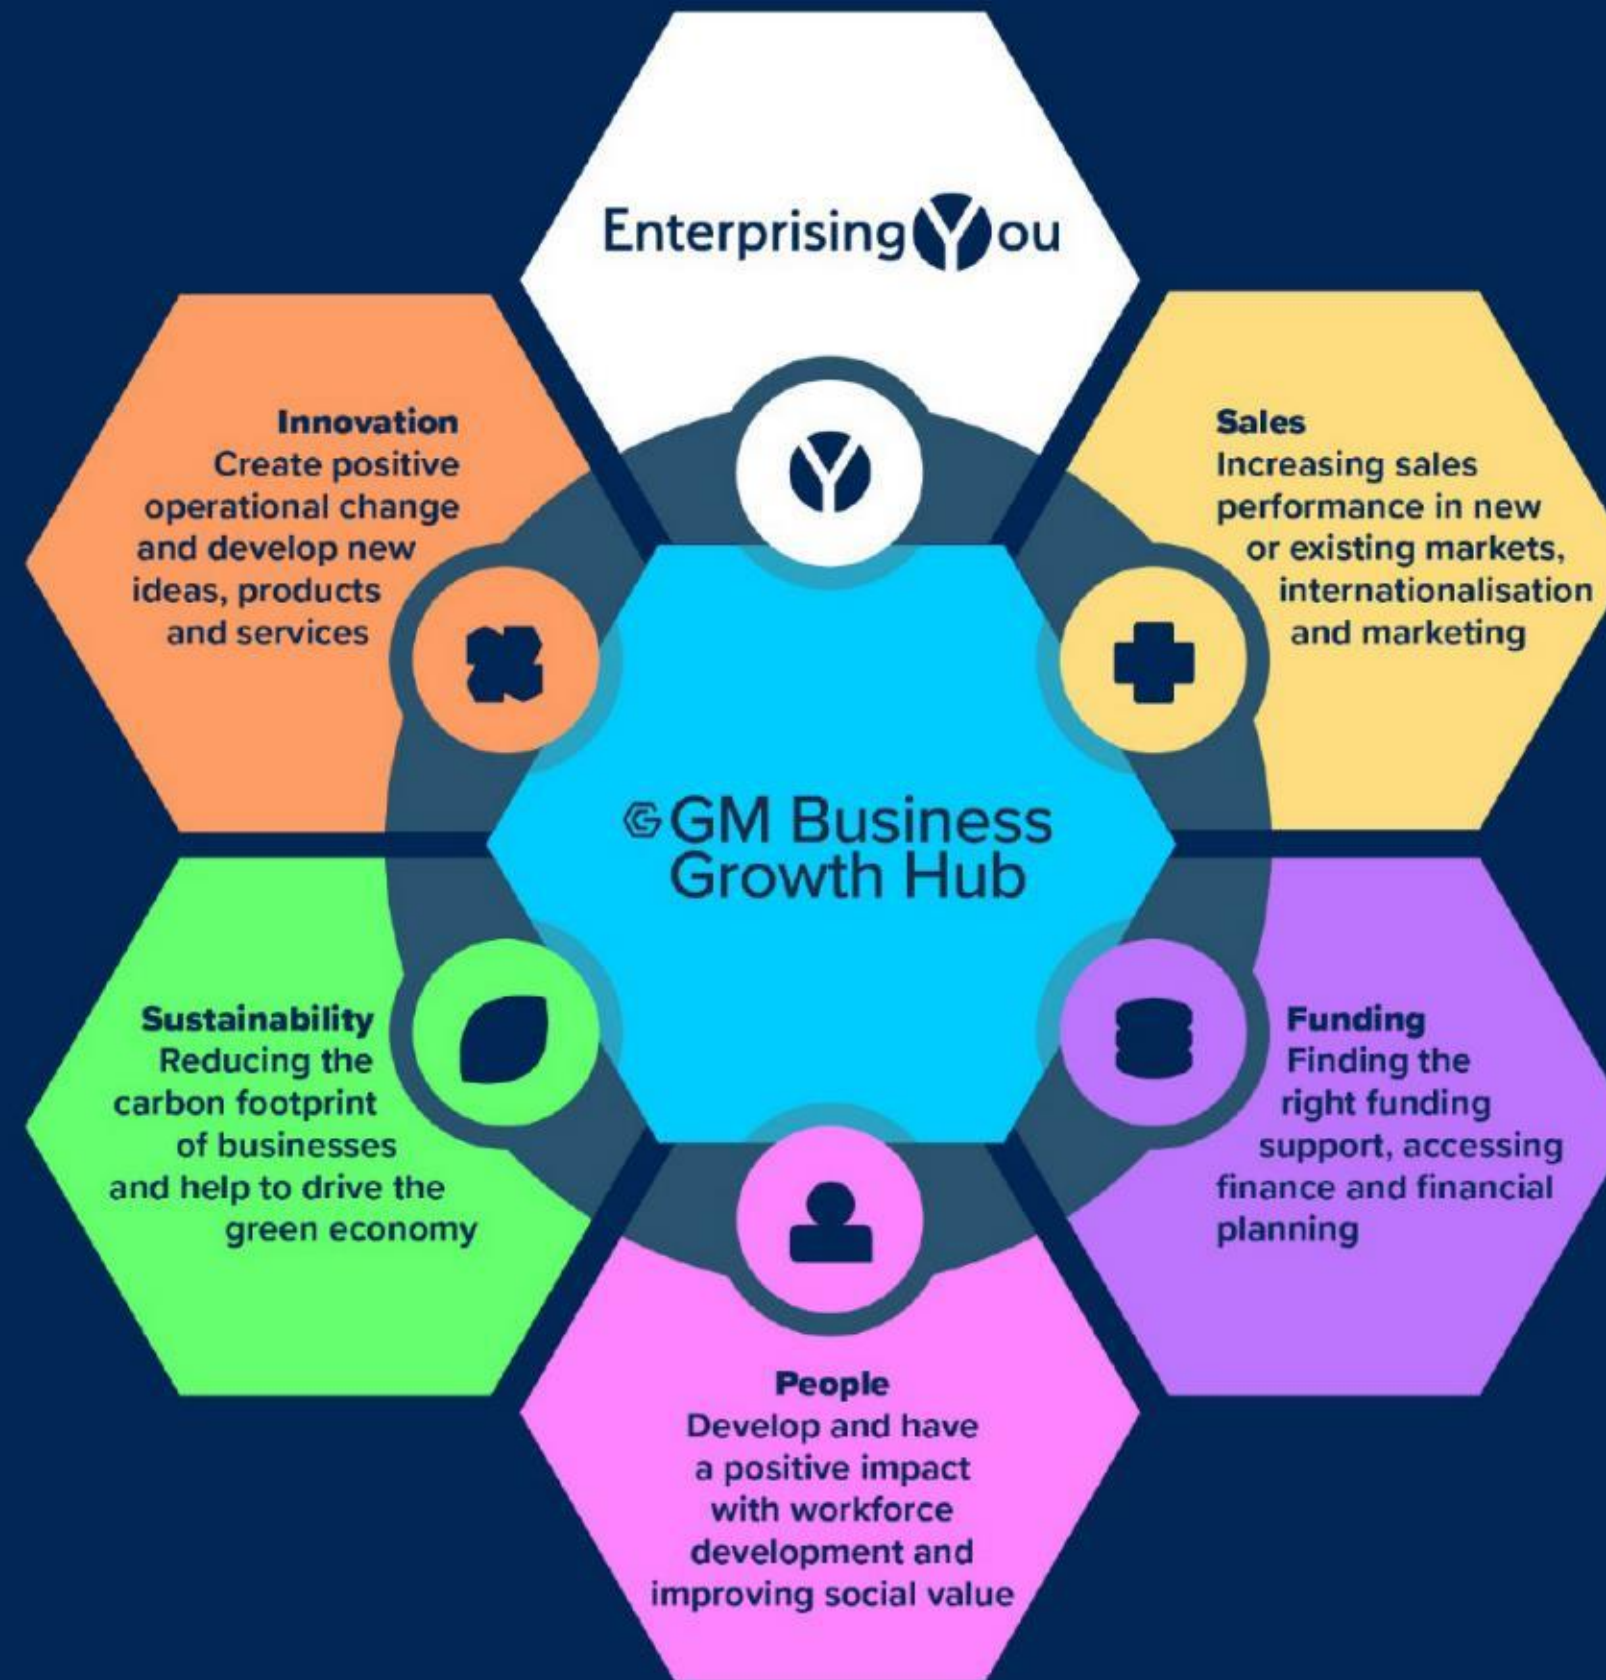 EnterprisingYou
Innovation
Create positive
operational change
and develop new
ideas, products
and services
Sales
Increasing sales
performance in new
or existing markets,
internationalisation
and marketing
GM Business
Growth Hub
Sustainability
Reducing the
carbon footprint
of businesses
and help to drive the
green economy
Funding
Finding the
right funding
support, accessing
finance and financial
planning
People
Develop and have
a positive impact
with workforce
development and
improving social value